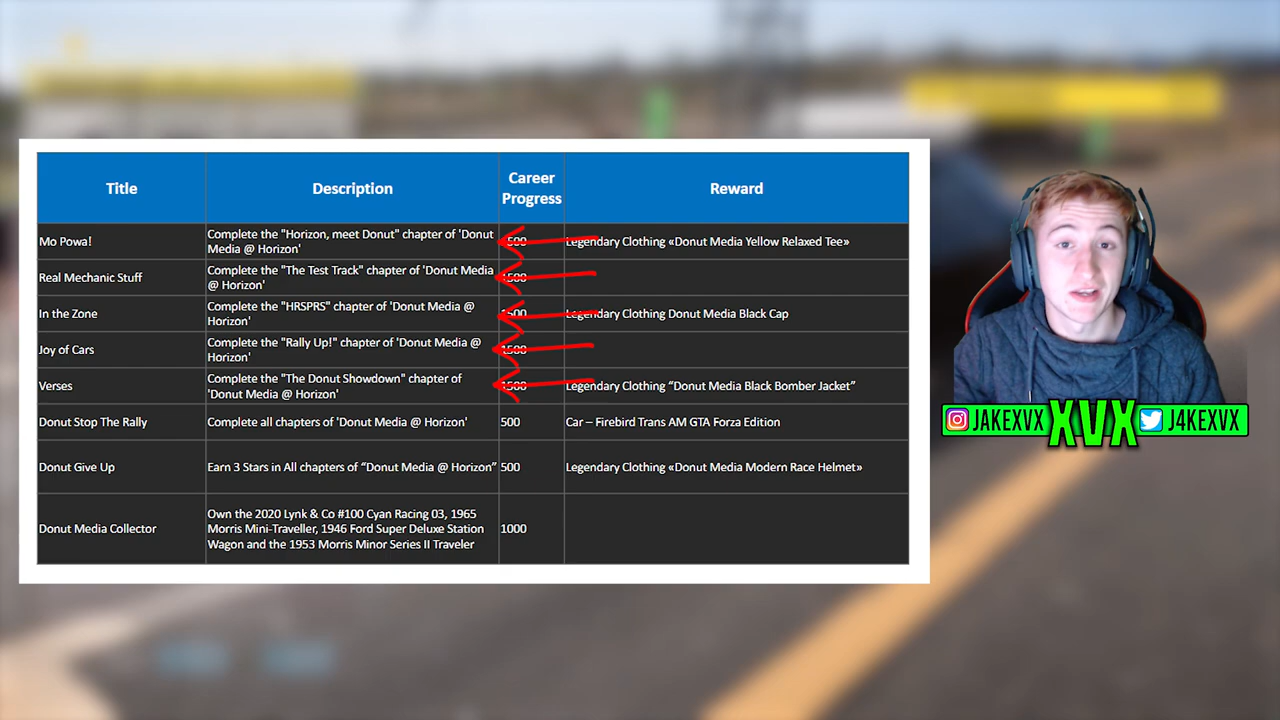 Title Description Career Progress Reward
Mo Powa!
Complete the "Horizon, meet Donut" chapter of 'Donut
Media @ Horizon'
500
Legendary Clothing «Donut Media Yellow Relaxed Tee»
Real Mechanic Stuff
Complete the "The Test Track" chapter of 'Donut Media
@ Horizon'
1500
In the Zone
Complete the "HRSPRS" chapter of 'Donut Media @
Horizon'
1500
Legendary Clothing Donut Media Black Cap
Joy of Cars
Complete the "Rally Up!" chapter of 'Donut Media @
Horizon'
1500
Verses
Complete the "The Donut Showdown" chapter of
'Donut Media @ Horizon'
1500
Legendary Clothing “Donut Media Black Bomber Jacket”
Donut Stop The Rally
Complete all chapters of 'Donut Media @ Horizon'
500
Car – Firebird Trans AM GTA Forza Edition
Donut Give Up
Earn 3 Stars in All chapters of “Donut Media @ Horizon”
500
Legendary Clothing «Donut Media Modern Race Helmet»
Donut Media Collector
Own the 2020 Lynk & Co #100 Cyan Racing 03, 1965
Morris Mini-Traveller, 1946 Ford Super Deluxe Station
Wagon and the 1953 Morris Minor Series II Traveler
1000
JAKEXVX XVX J4KEXVX